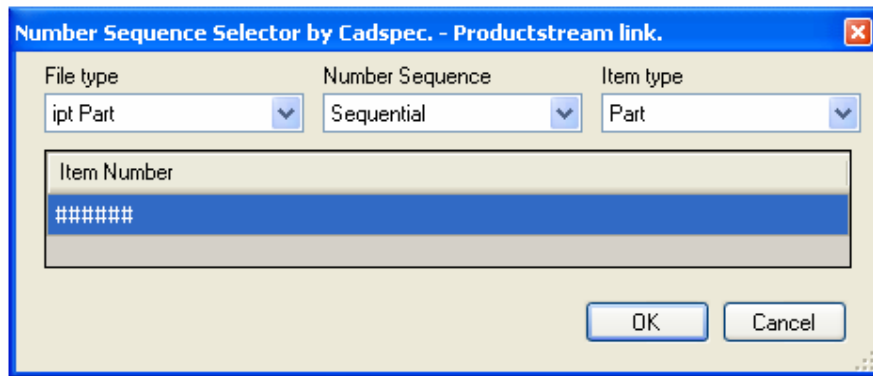 Number Sequence Selector by Cadspec. - Productstream link.
File type Number Sequence Item type
ipt Part Sequential Part
Item Number
######
OK Cancel